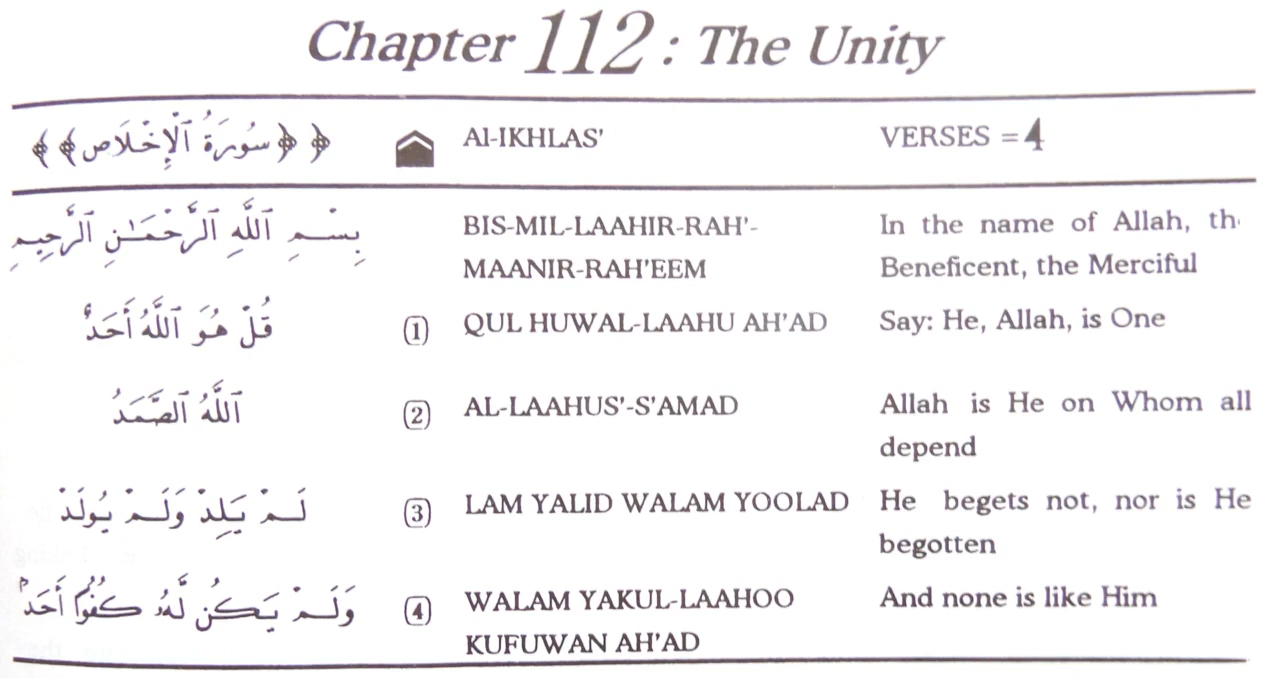 Chapter 112 : The Unity
﴿﴿سُورَةُ ٱلْإِخْلَاصِ﴾﴾ Al-IKHLAS' VERSES = 4
بِسْمِ ٱللَّهِ ٱلرَّحْمَـٰنِ ٱلرَّحِيمِ BIS-MIL-LAAHIR-RAH'- In the name of Allah, th
MAANIR-RAH'EEM Beneficent, the Merciful
قُلْ هُوَ ٱللَّهُ أَحَدٌ (1) QUL HUWAL-LAAHU AH'AD Say: He, Allah, is One
ٱللَّهُ ٱلصَّمَدُ (2) AL-LAAHUS'-S'AMAD Allah is He on Whom all
depend
لَمْ يَلِدْ وَلَمْ يُولَدْ (3) LAM YALID WALAM YOOLAD He begets not, nor is He
begotten
وَلَمْ يَكُن لَّهُۥ كُفُوًا أَحَدٌۢ (4) WALAM YAKUL-LAAHOO And none is like Him
KUFUWAN AH'AD